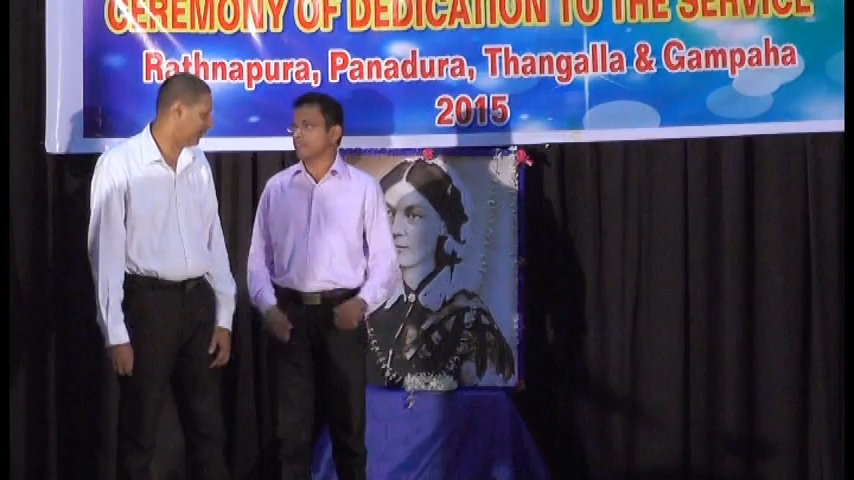 CEREMONY OF DEDICATION TO THE SERVICE
Rathnapura, Panadura, Thangalla & Gampaha
2015